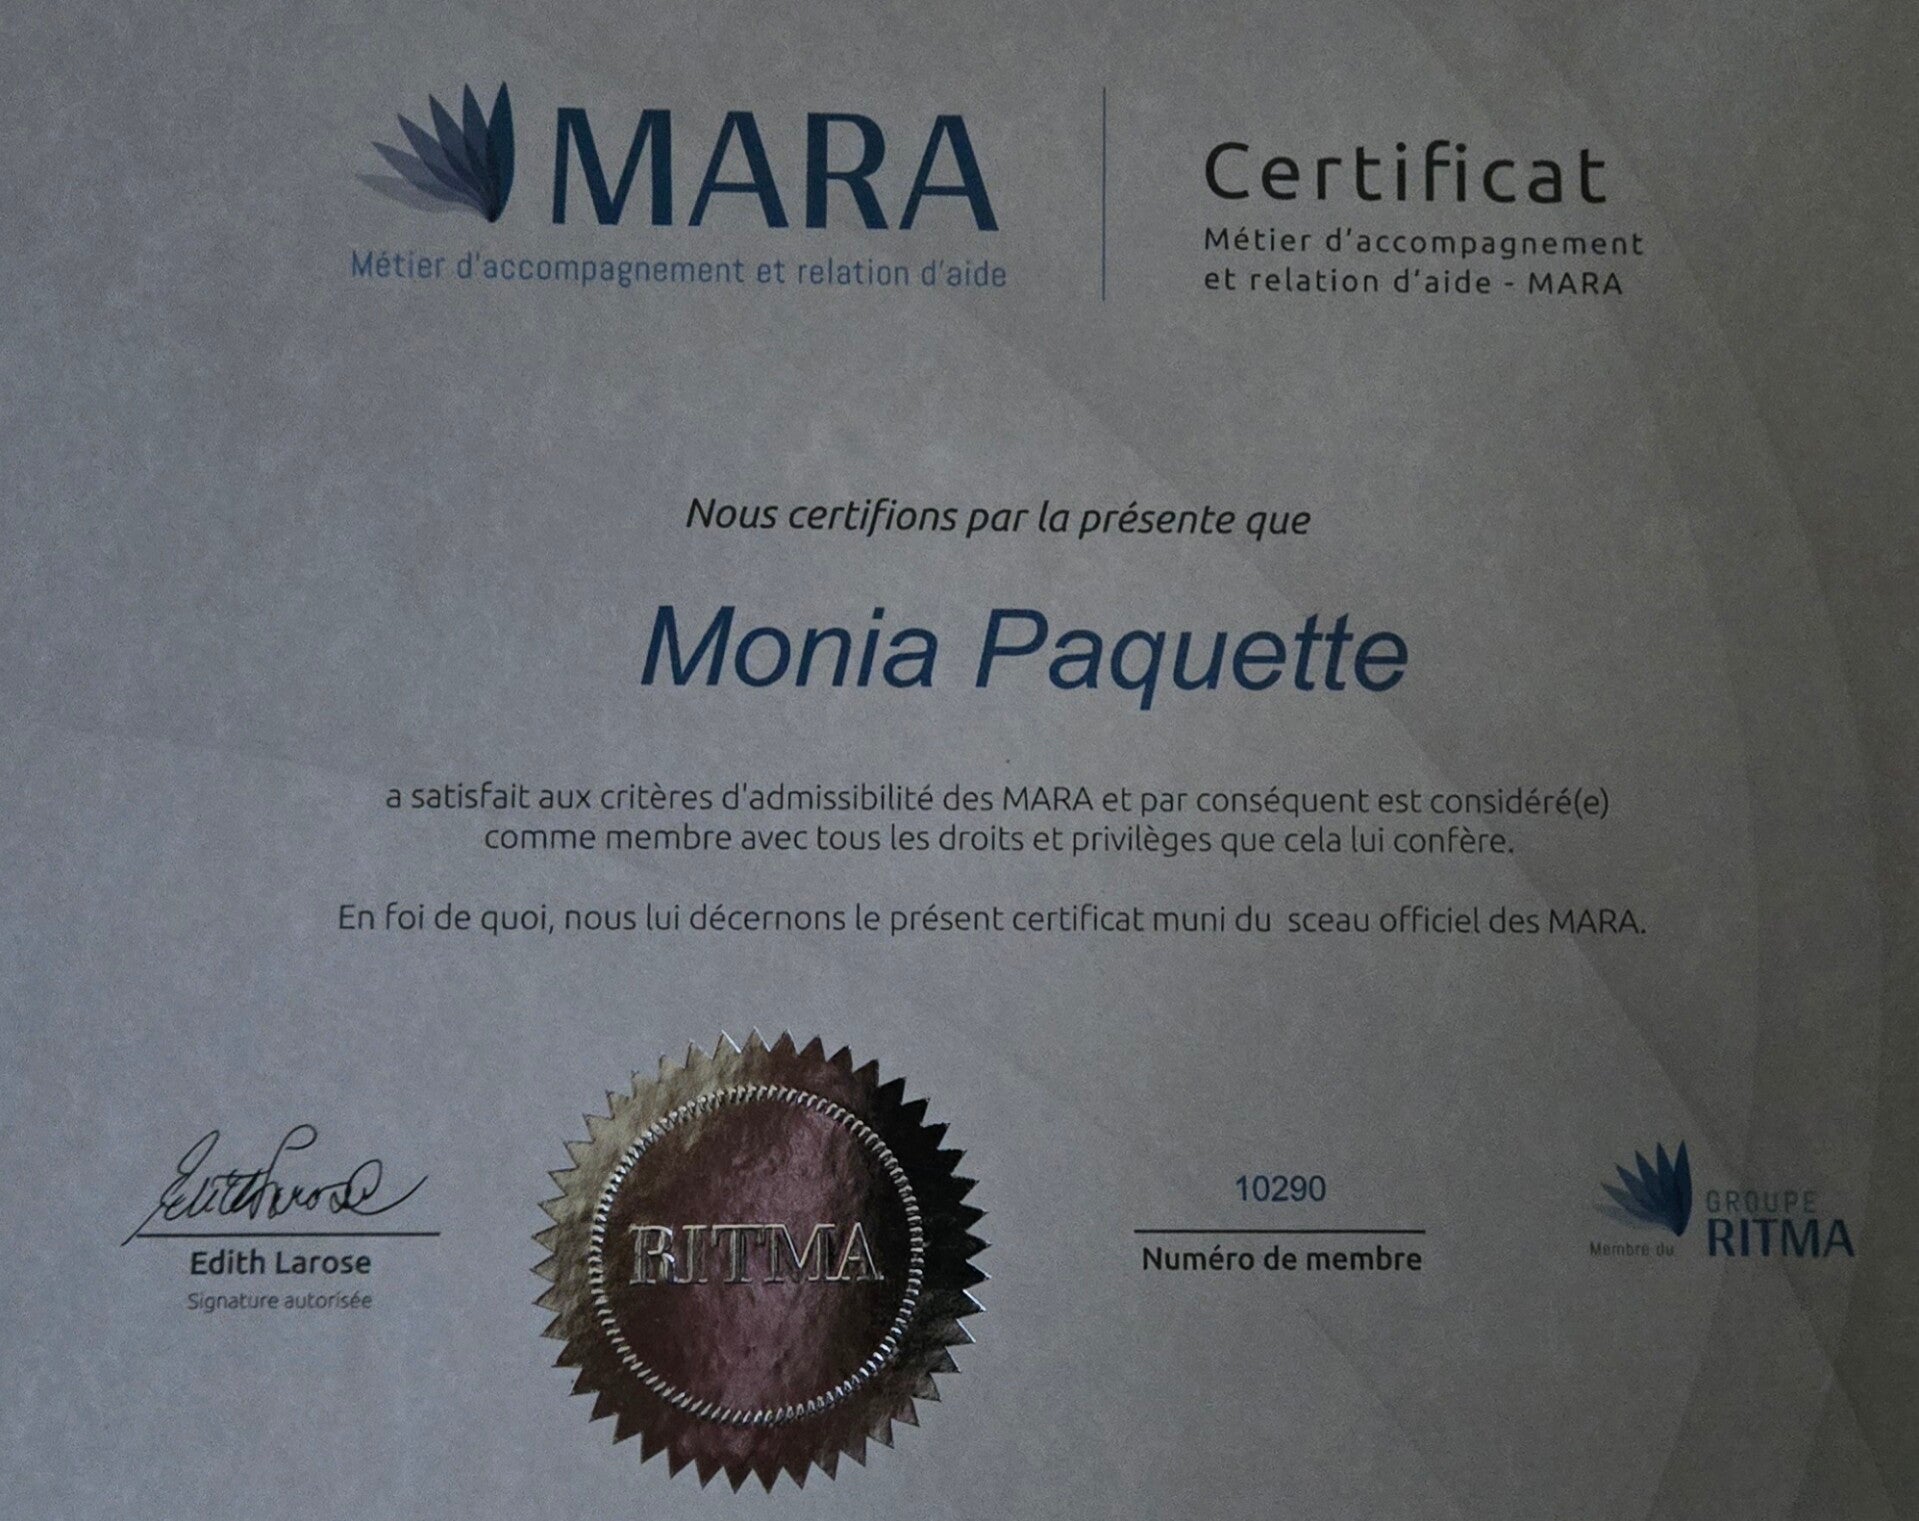 MARA
Métier d'accompagnement et relation d'aide
Certificat
Métier d'accompagnement
et relation d'aide - MARA
Nous certifions par la présente que
Monia Paquette
a satisfait aux critères d'admissibilité des MARA et par conséquent est considéré(e)
comme membre avec tous les droits et privilèges que cela lui confère.
En foi de quoi, nous lui décernons le présent certificat muni du sceau officiel des MARA.
Edith Larose
Edith Larose
Signature autorisée
RITMA
10290
Numéro de membre
Membre du
GROUPE
RITMA